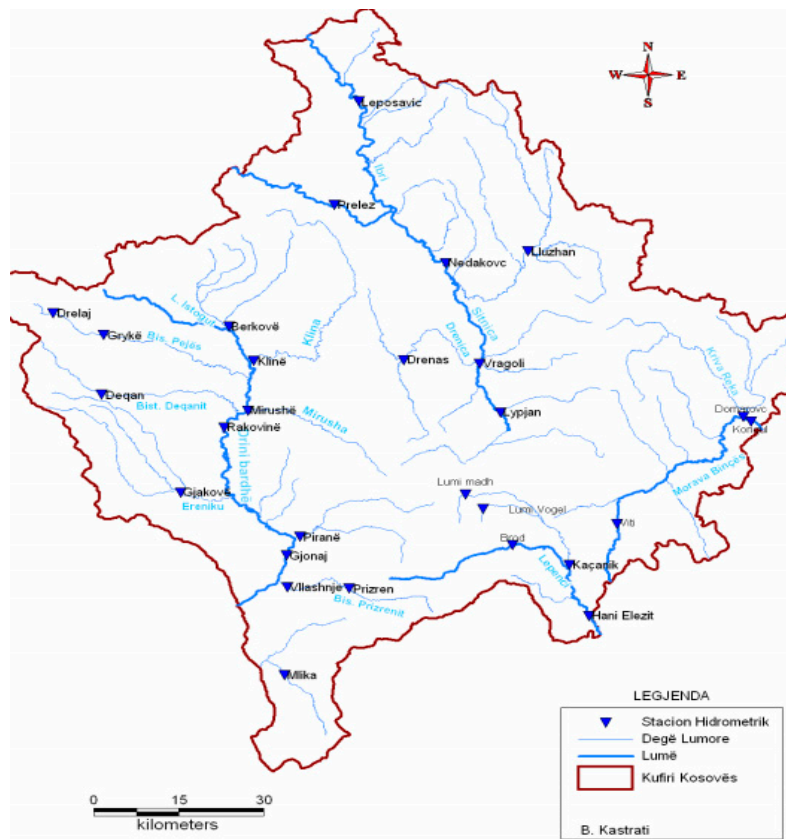 N
W
E
S
Leposavic
Ibri
Prelez
Nedakovc
Lluzhan
Drelaj
L. Istogut
Berkovë
Grykë
Bis. Pejës
Klinë
Klina
Drenas
Drenica
Sitnica
Vragoli
Kriva Reka
Deqan
Bist. Deqanit
Mirushë
Mirusha
Rakovinë
Lypjan
Domarovc
Koncul
Drini bardhë
Morava Binçës
Gjakovë
Ereniku
Lumi madh
Lumi Vogel
Viti
Piranë
Gjonaj
Brod
Lepenci
Kaçanik
Vllashnje
Prizren
Bis. Prizrenit
Hani Elezit
Mlika
LEGJENDA
Stacion Hidrometrik
Degë Lumore
Lumë
Kufiri Kosovës
B. Kastrati
0 15 30
kilometers